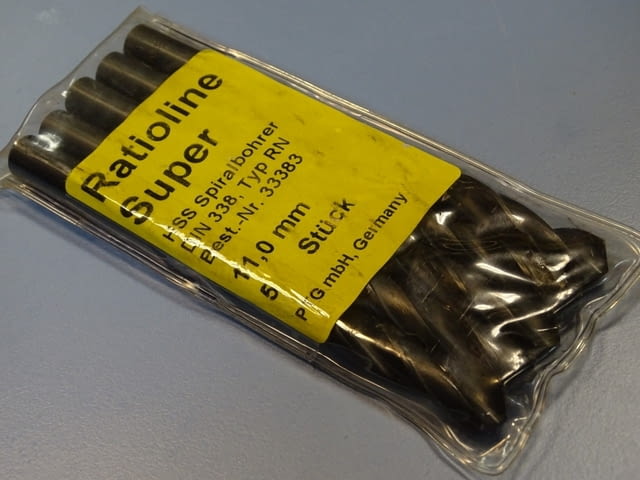 Ratioline
Super
HSS Spiralbohrer
DIN 338, Typ RN
Best.-Nr. 33383
11,0 mm
5 Stück
GmbH, Germany